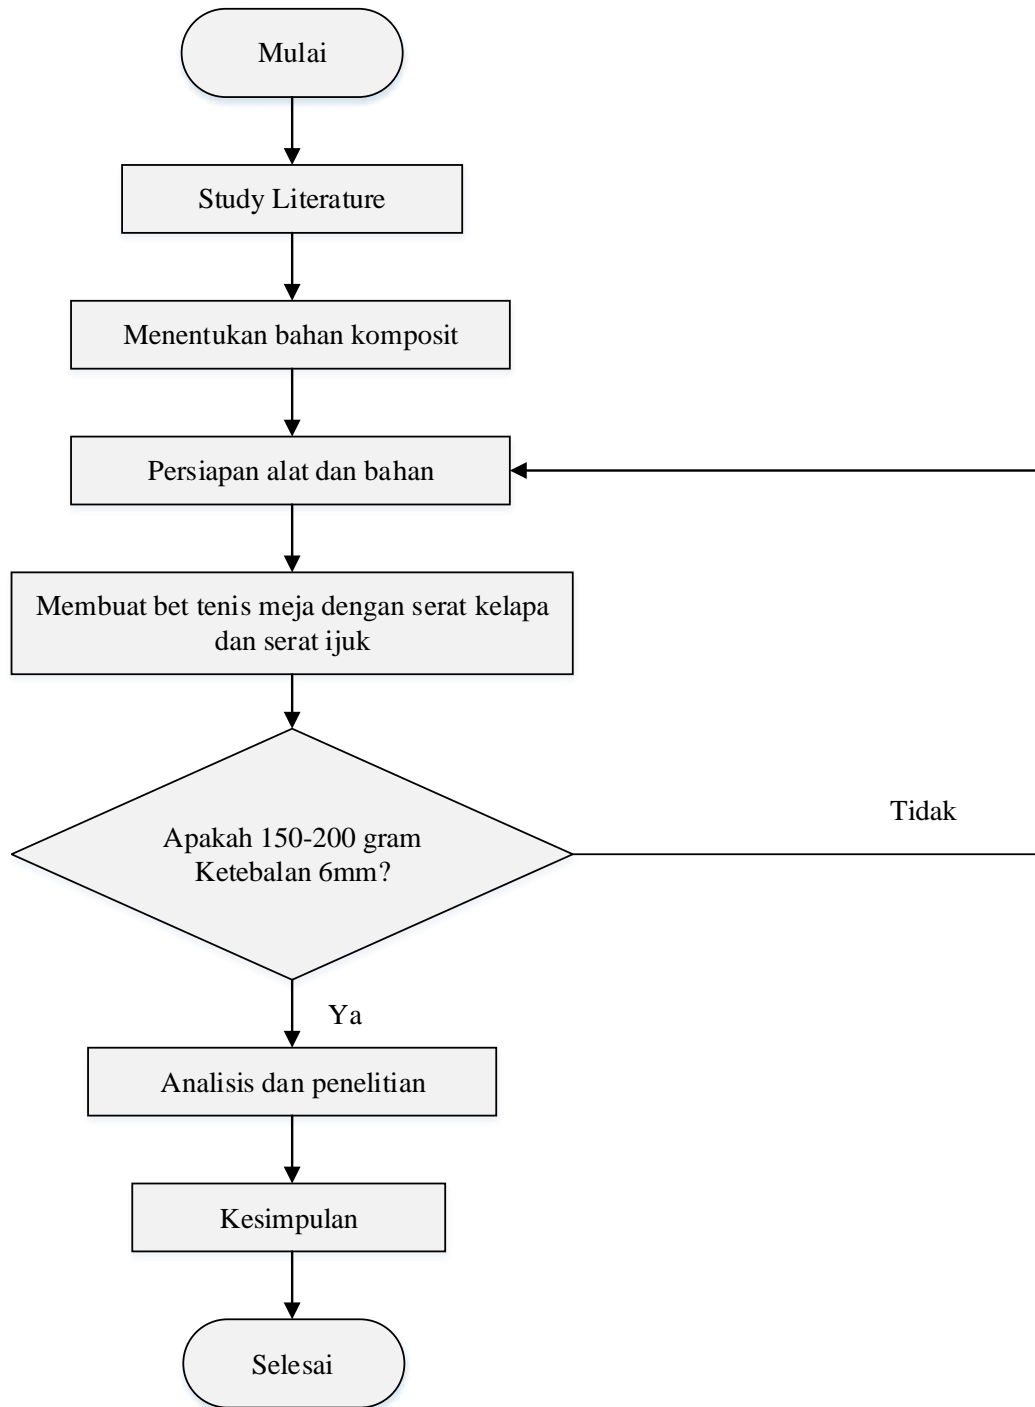 Mulai
Study Literature
Menentukan bahan komposit
Persiapan alat dan bahan
Membuat bet tenis meja dengan serat kelapa
dan serat ijuk
Apakah 150-200 gram
Ketebalan 6mm?
Tidak
Ya
Analisis dan penelitian
Kesimpulan
Selesai